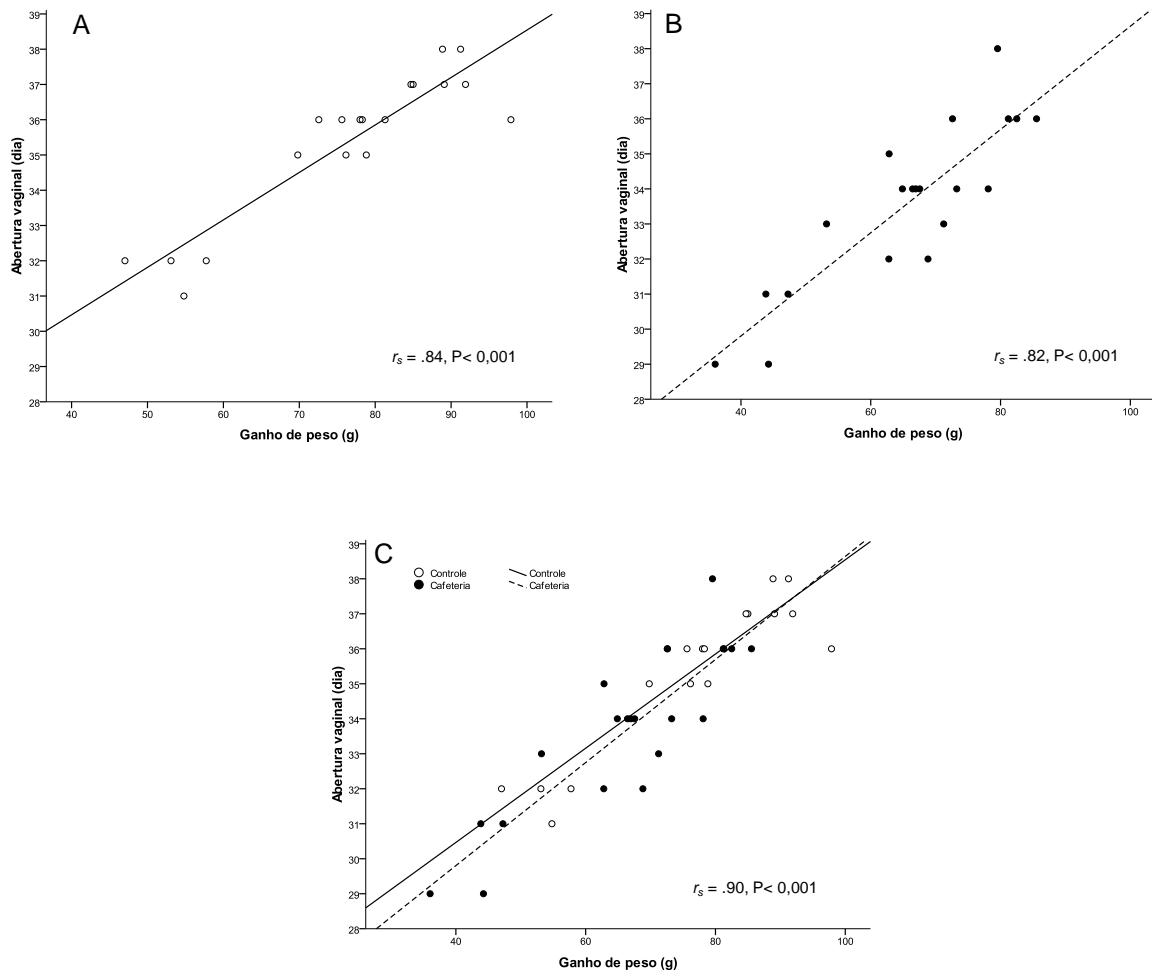 A
39
38
37
36
35
34
33
32
31
30
29
28
Abertura vaginal (dia)
40 50 60 70 80 90 100
Ganho de peso (g)
rs = .84, P< 0,001
B
39
38
37
36
35
34
33
32
31
30
29
28
Abertura vaginal (dia)
40 60 80 100
Ganho de peso (g)
rs = .82, P< 0,001
C
39
38
37
36
35
34
33
32
31
30
29
28
Abertura vaginal (dia)
Controle Controle
Cafeteria Cafeteria
40 60 80 100
Ganho de peso (g)
rs = .90, P< 0,001